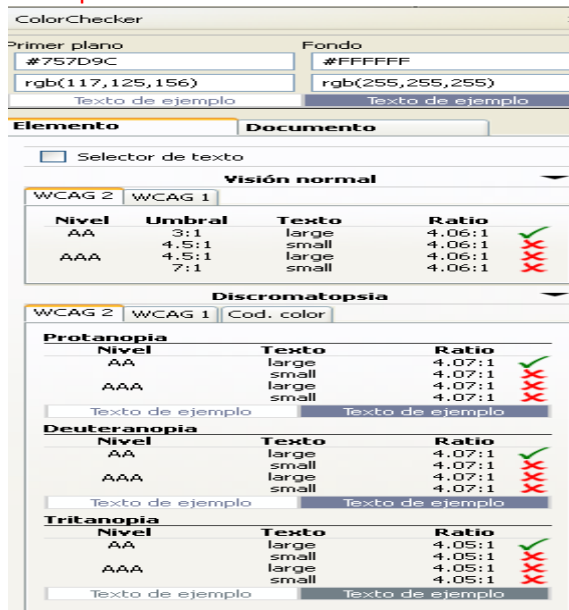 ColorChecker
Primer plano Fondo
#757D9C #FFFFFF
rgb(117,125,156) rgb(255,255,255)
Texto de ejemplo Texto de ejemplo
Elemento Documento
Selector de texto
Visión normal
WCAG 2 WCAG 1
Nivel Umbral Texto Ratio
AA 3:1 large 4.06:1
4.5:1 small 4.06:1
AAA 4.5:1 large 4.06:1
7:1 small 4.06:1
Discromatopsia
WCAG 2 WCAG 1 Cod. color
Protanopia
Nivel Texto Ratio
AA large 4.07:1
small 4.07:1
AAA large 4.07:1
small 4.07:1
Texto de ejemplo Texto de ejemplo
Deuteranopia
Nivel Texto Ratio
AA large 4.07:1
small 4.07:1
AAA large 4.07:1
small 4.07:1
Texto de ejemplo Texto de ejemplo
Tritanopia
Nivel Texto Ratio
AA large 4.05:1
small 4.05:1
AAA large 4.05:1
small 4.05:1
Texto de ejemplo Texto de ejemplo